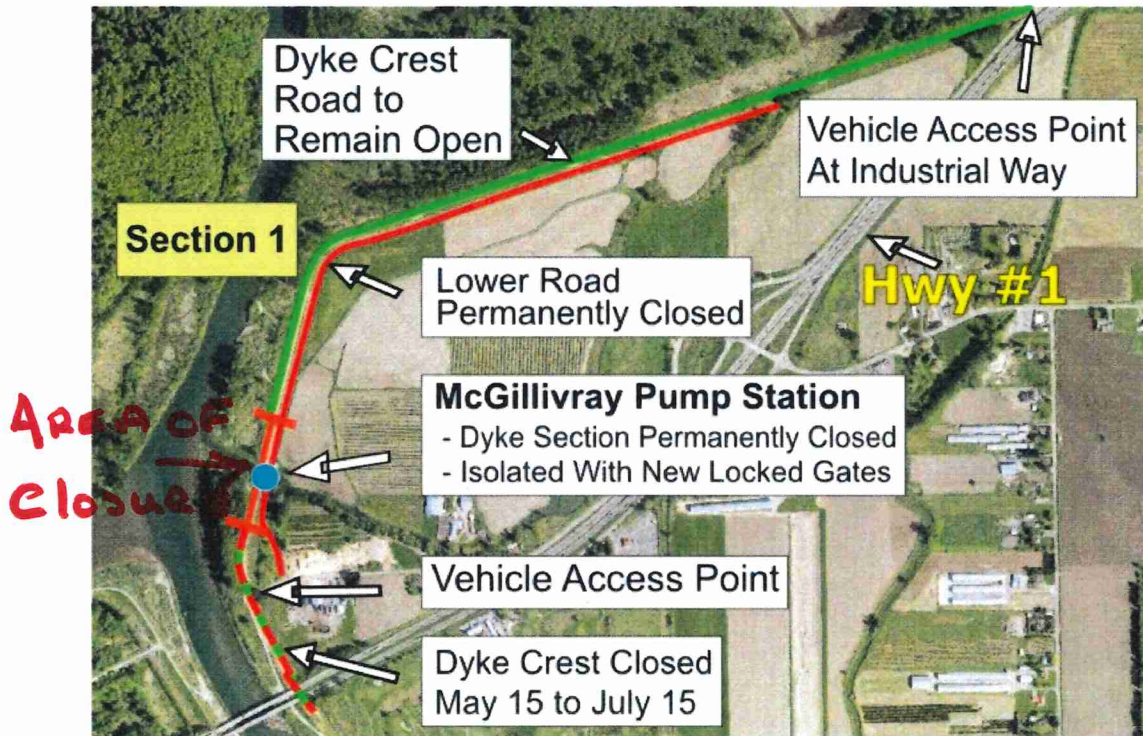 Dyke Crest
Road to
Remain Open
Vehicle Access Point
At Industrial Way
Section 1
Lower Road
Permanently Closed
Hwy #1
McGillivray Pump Station
- Dyke Section Permanently Closed
- Isolated With New Locked Gates
AREA OF
Closure
Vehicle Access Point
Dyke Crest Closed
May 15 to July 15